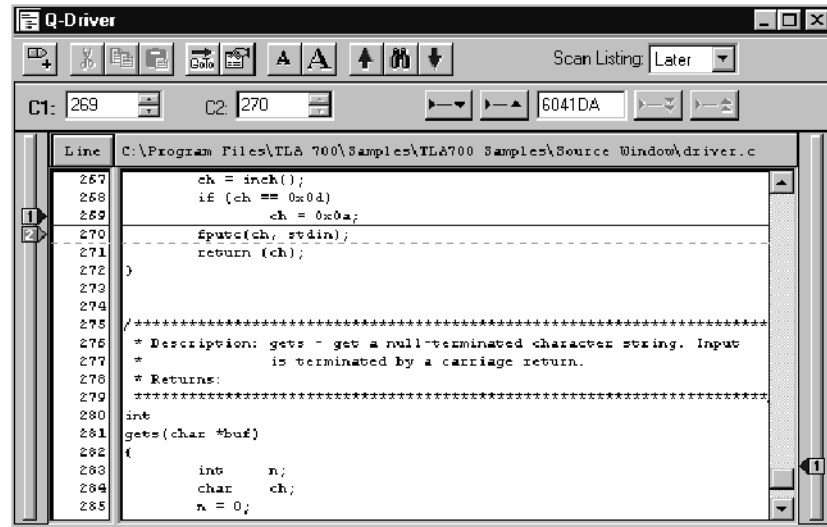 Q-Driver
Goto A A Scan Listing: Later
C1: 269 C2: 270 6041DA
Line C:\Program Files\TLA 700\Samples\TLA700 Samples\Source Window\driver.c
267 ch = inch();
268 if (ch == 0x0d)
1 269 ch = 0x0a;
2 270 fputc(ch, stdin);
271 return (ch);
272 }
273
274
275 /*********************************************************************
276 * Description: gets - get a null-terminated character string. Input
277 * is terminated by a carriage return.
278 * Returns:
279 *********************************************************************
280 int
281 gets(char *buf)
282 {
283 int n; 1
284 char ch;
285 n = 0;